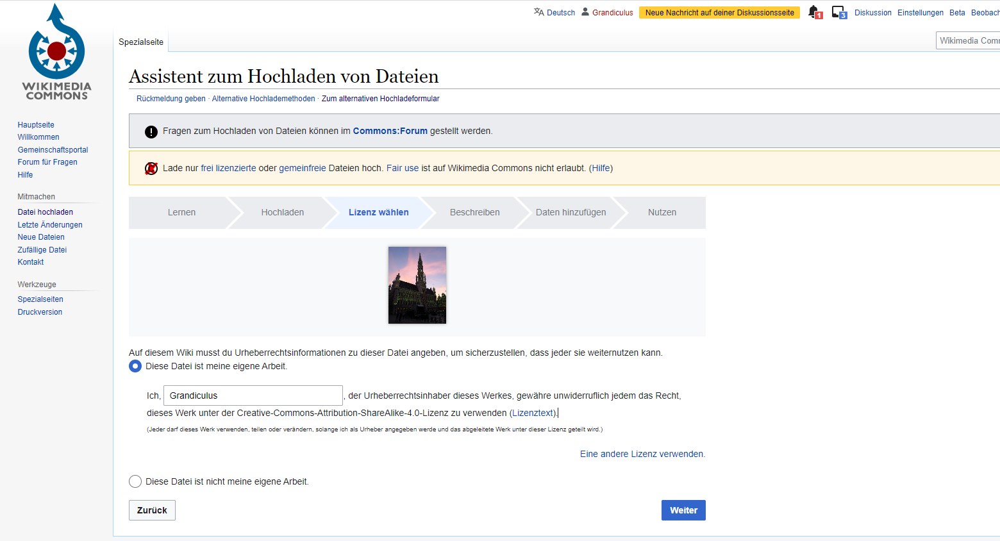 Deutsch Grandiculus Neue Nachricht auf deiner Diskussionsseite 1 3 Diskussion Einstellungen Beta
WIKIMEDIA
COMMONS
Spezialseite
Wikimedia
Assistent zum Hochladen von Dateien
Rückmeldung geben · Alternative Hochlademethoden · Zum alternativen Hochladeformular
Hauptseite
Willkommen
Gemeinschaftsportal
Forum für Fragen
Hilfe
Mitmachen
Datei hochladen
Letzte Änderungen
Neue Dateien
Zufällige Datei
Kontakt
Werkzeuge
Spezialseiten
Druckversion
Fragen zum Hochladen von Dateien können im Commons:Forum gestellt werden.
Lade nur frei lizenzierte oder gemeinfreie Dateien hoch. Fair use ist auf Wikimedia Commons nicht erlaubt. (Hilfe)
Lernen Hochladen Lizenz wählen Beschreiben Daten hinzufügen Nutzen
Auf diesem Wiki musst du Urheberrechtsinformationen zu dieser Datei angeben, um sicherzustellen, dass jeder sie weiternutzen kann.
Diese Datei ist meine eigene Arbeit.
Ich, Grandiculus, der Urheberrechtsinhaber dieses Werkes, gewähre unwiderruflich jedem das Recht,
dieses Werk unter der Creative-Commons-Attribution-ShareAlike-4.0-Lizenz zu verwenden (Lizenztext).
(Jeder darf dieses Werk verwenden, teilen oder verändern, solange ich als Urheber angegeben werde und das abgeleitete Werk unter dieser Lizenz geteilt wird.)
Eine andere Lizenz verwenden.
Diese Datei ist nicht meine eigene Arbeit.
Zurück Weiter